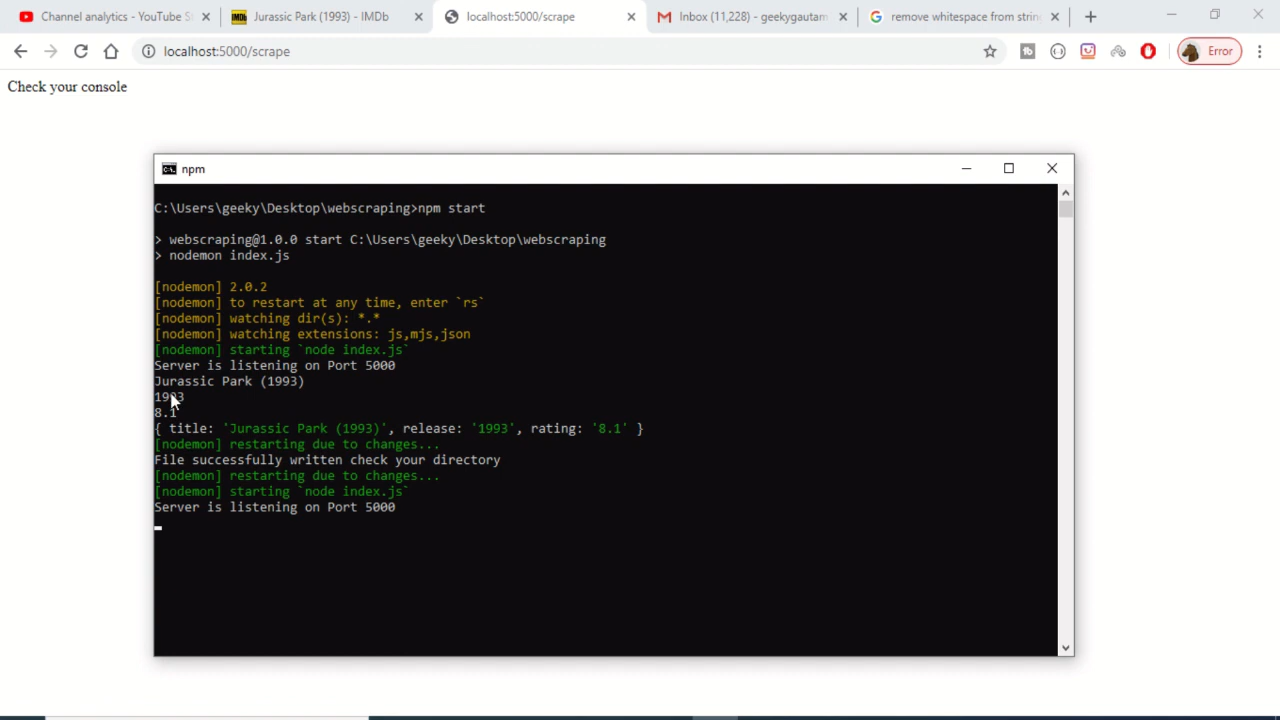 Channel analytics - YouTube S
Jurassic Park (1993) - IMDb
localhost:5000/scrape
Inbox (11,228) - geekygautam
remove whitespace from string
localhost:5000/scrape
Error
Check your console
npm
C:\Users\geeky\Desktop\webscraping>npm start
> webscraping@1.0.0 start C:\Users\geeky\Desktop\webscraping
> nodemon index.js
[nodemon] 2.0.2
[nodemon] to restart at any time, enter `rs`
[nodemon] watching dir(s): *.*
[nodemon] watching extensions: js,mjs,json
[nodemon] starting `node index.js`
Server is listening on Port 5000
Jurassic Park (1993)
1993
8.1
{ title: 'Jurassic Park (1993)', release: '1993', rating: '8.1' }
[nodemon] restarting due to changes...
File successfully written check your directory
[nodemon] restarting due to changes...
[nodemon] starting `node index.js`
Server is listening on Port 5000